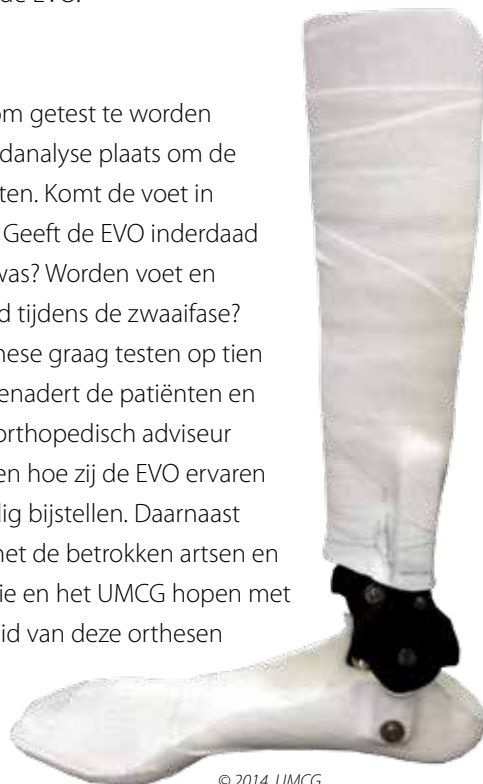 de EVO.
om getest te worden
danalyse plaats om de
ten. Komt de voet in
Geeft de EVO inderdaad
was? Worden voet en
d tijdens de zwaaifase?
nese graag testen op tien
enadert de patiënten en
orthopedisch adviseur
en hoe zij de EVO ervaren
lig bijstellen. Daarnaast
net de betrokken artsen en
ie en het UMCG hopen met
id van deze orthesen
© 2014 UMCG